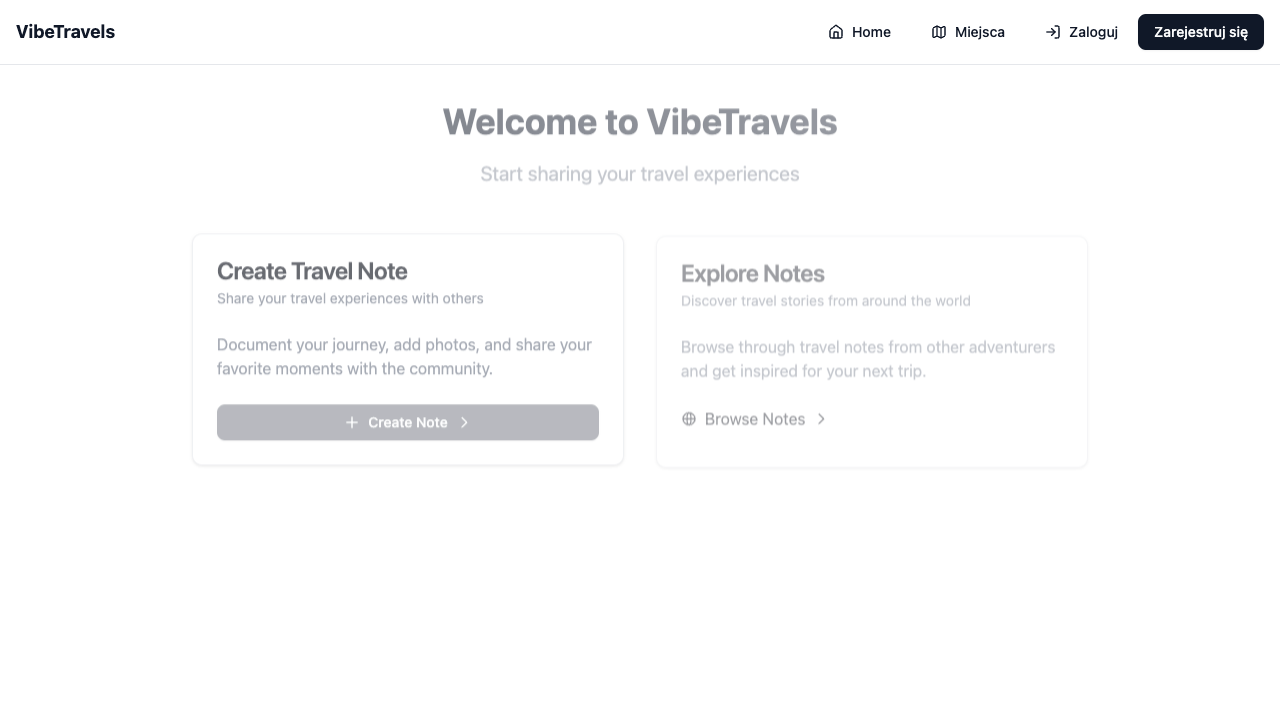 VibeTravels
Home
Miejsca
Zaloguj
Zarejestruj się
Welcome to VibeTravels
Start sharing your travel experiences
Create Travel Note
Share your travel experiences with others
Document your journey, add photos, and share your
favorite moments with the community.
Create Note
Explore Notes
Discover travel stories from around the world
Browse through travel notes from other adventurers
and get inspired for your next trip.
Browse Notes